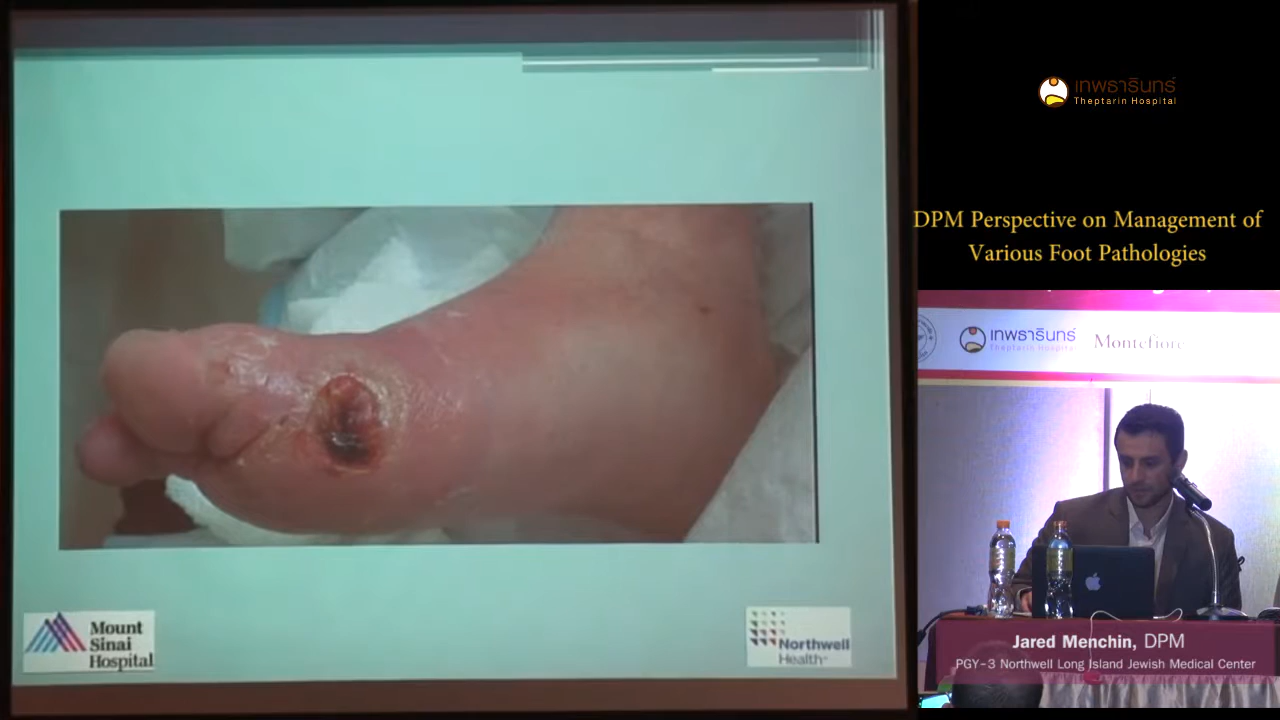 Mount
Sinai
Hospital
Northwell
Health
เทพธารินทร์
Theptarin Hospital
DPM Perspective on Management of
Various Foot Pathologies
เทพธารินทร์
Theptarin Hospital
Montefiore
Jared Menchin, DPM
PGY-3 Northwell Long Island Jewish Medical Center